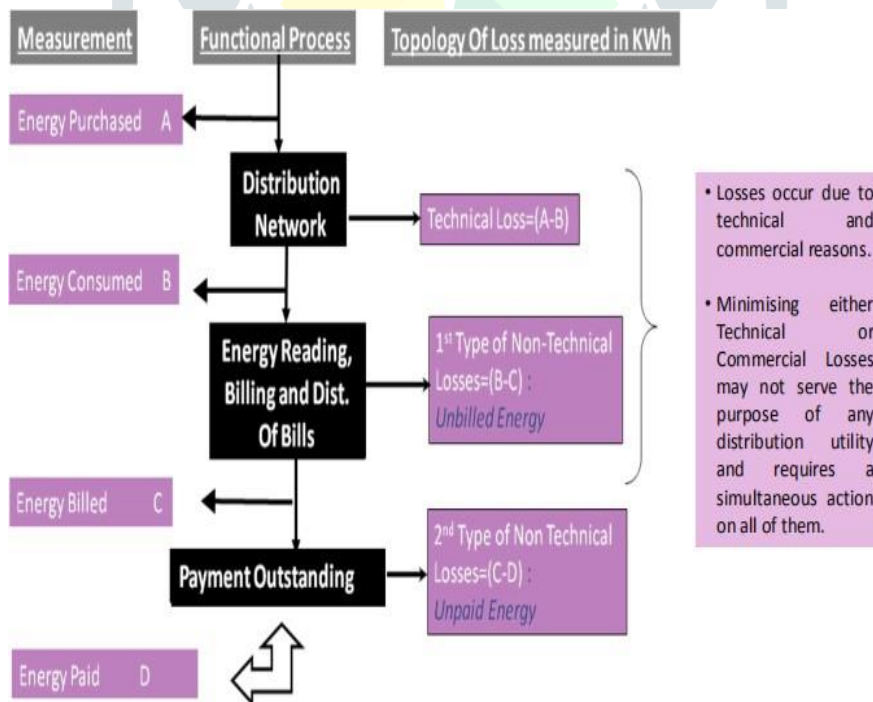 Measurement
Functional Process
Topology Of Loss measured in KWh
Energy Purchased A
Distribution
Network
Technical Loss=(A-B)
Energy Consumed B
Energy Reading,
Billing and Dist.
Of Bills
1st Type of Non-Technical
Losses=(B-C) :
Unbilled Energy
Energy Billed C
Payment Outstanding
2nd Type of Non Technical
Losses=(C-D) :
Unpaid Energy
Energy Paid D
• Losses occur due to
technical and
commercial reasons.
• Minimising either
Technical or
Commercial Losses
may not serve the
purpose of any
distribution utility
and requires a
simultaneous action
on all of them.